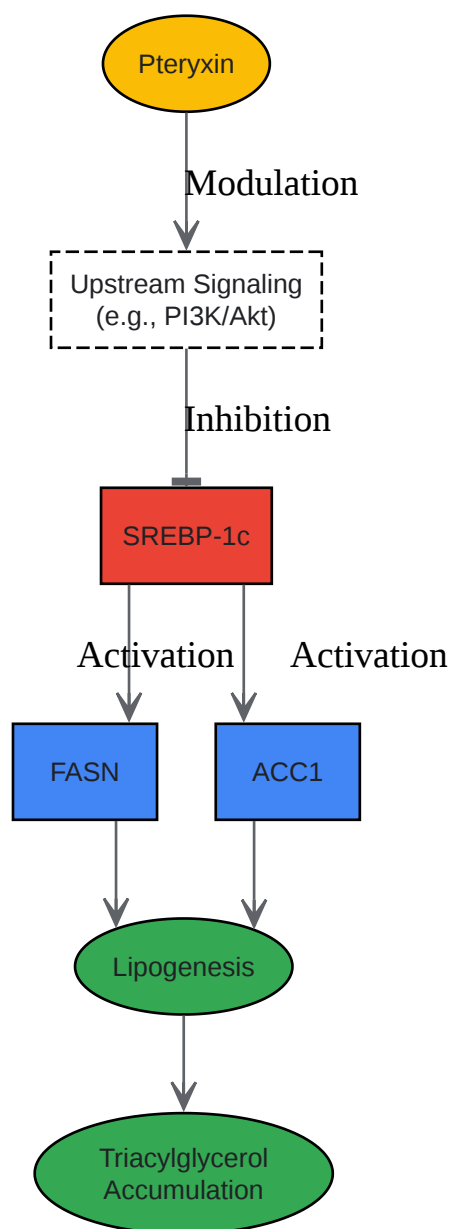 Pteryxin
Modulation
Upstream Signaling
(e.g., PI3K/Akt)
Inhibition
SREBP-1c
Activation
Activation
FASN
ACC1
Lipogenesis
Triacylglycerol
Accumulation